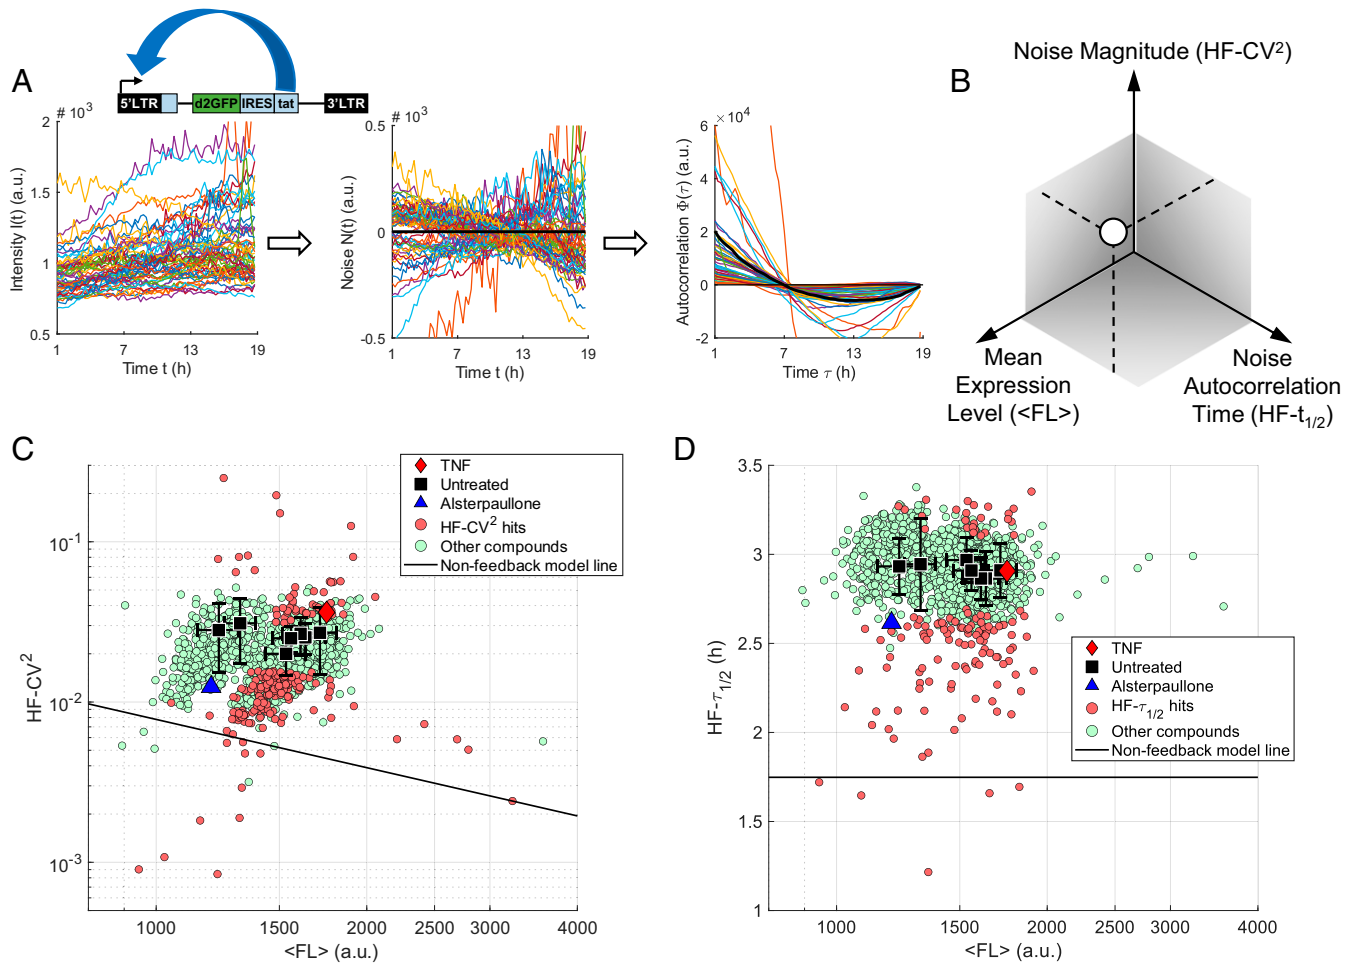 A
5'LTR
d2GFP
IRES
tat
3'LTR
# 10³
2
1.5
1
0.5
Intensity I(t) (a.u.)
1
7
13
19
Time t (h)
# 10³
0.5
0
-0.5
Noise N(t) (a.u.)
1
7
13
19
Time t (h)
6 ×10⁴
4
2
0
-2
Autocorrelation Φ(τ) (a.u.)
1
7
13
19
Time τ (h)
B
Noise Magnitude (HF-CV²)
Mean
Expression
Level (<FL>)
Noise
Autocorrelation
Time (HF-t₁/₂)
C
TNF
Untreated
Alsterpaullone
HF-CV² hits
Other compounds
Non-feedback model line
10⁻¹
10⁻²
10⁻³
HF-CV²
1000
1500
2000
2500
3000
4000
<FL> (a.u.)
D
3.5
3
2.5
2
1.5
1
HF-τ₁/₂ (h)
TNF
Untreated
Alsterpaullone
HF-τ₁/₂ hits
Other compounds
Non-feedback model line
1000
1500
2000
2500
3000
4000
<FL> (a.u.)